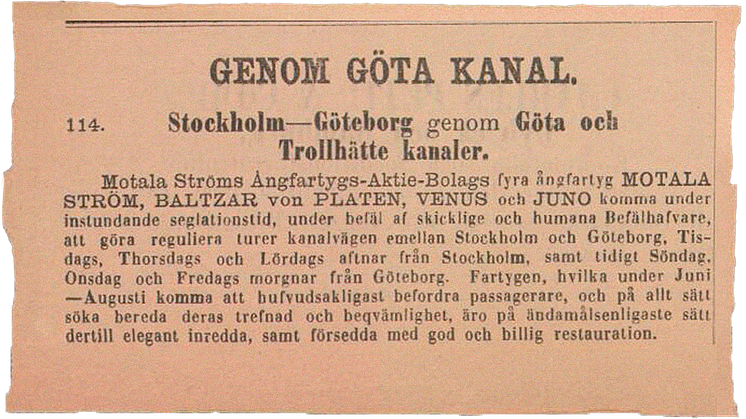 GENOM GÖTA KANAL.
114. Stockholm—Göteborg genom Göta och
Trollhätte kanaler.
Motala Ströms Ångfartygs-Aktie-Bolags fyra ångfartyg MOTALA
STRÖM, BALTZAR von PLATEN, VENUS och JUNO komma under
instundande seglationstid, under befäl af skicklige och humana Befälhafvare,
att göra reguliera turer kanalvägen emellan Stockholm och Göteborg, Tis-
dags, Thorsdags och Lördags aftnar från Stockholm, samt tidigt Söndag,
Onsdag och Fredags morgnar från Göteborg. Fartygen, hvilka under Juni
—Augusti komma att hufvudsakligast befordra passagerare, och på allt sätt
söka bereda deras trefnad och beqvämlighet, äro på ändamålsenligaste sätt
dertill elegant inredda, samt försedda med god och billig restauration.